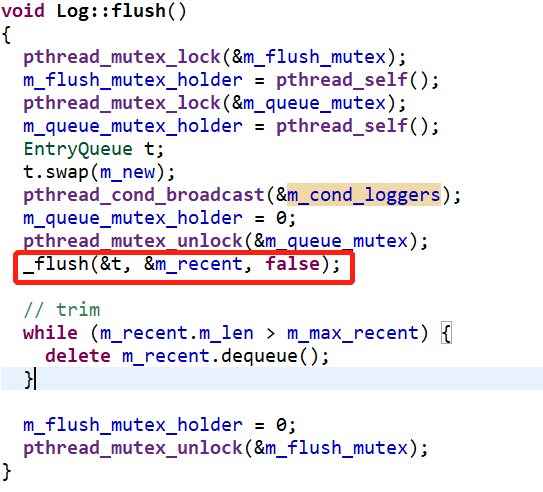 void Log::flush()
{
  pthread_mutex_lock(&m_flush_mutex);
  m_flush_mutex_holder = pthread_self();
  pthread_mutex_lock(&m_queue_mutex);
  m_queue_mutex_holder = pthread_self();
  EntryQueue t;
  t.swap(m_new);
  pthread_cond_broadcast(&m_cond_loggers);
  m_queue_mutex_holder = 0;
  pthread_mutex_unlock(&m_queue_mutex);
  _flush(&t, &m_recent, false);
  // trim
  while (m_recent.m_len > m_max_recent) {
    delete m_recent.dequeue();
  }
  m_flush_mutex_holder = 0;
  pthread_mutex_unlock(&m_flush_mutex);
}